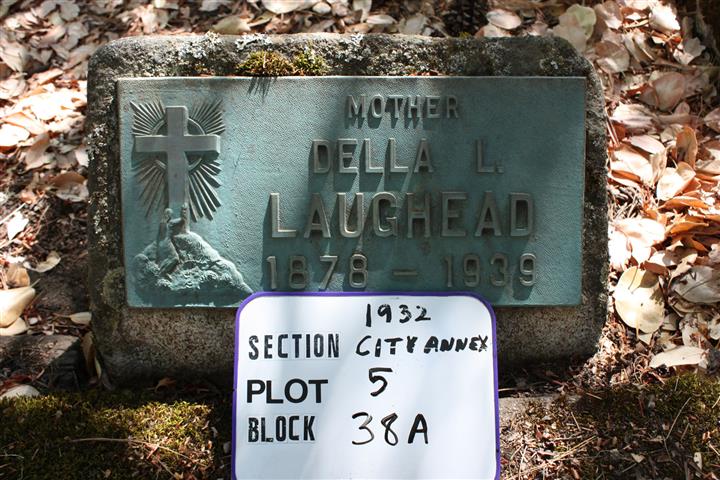 MOTHER
DELLA L.
LAUGHEAD
1878 – 1939
1932
SECTION CITY ANNEX
PLOT 5
BLOCK 38A